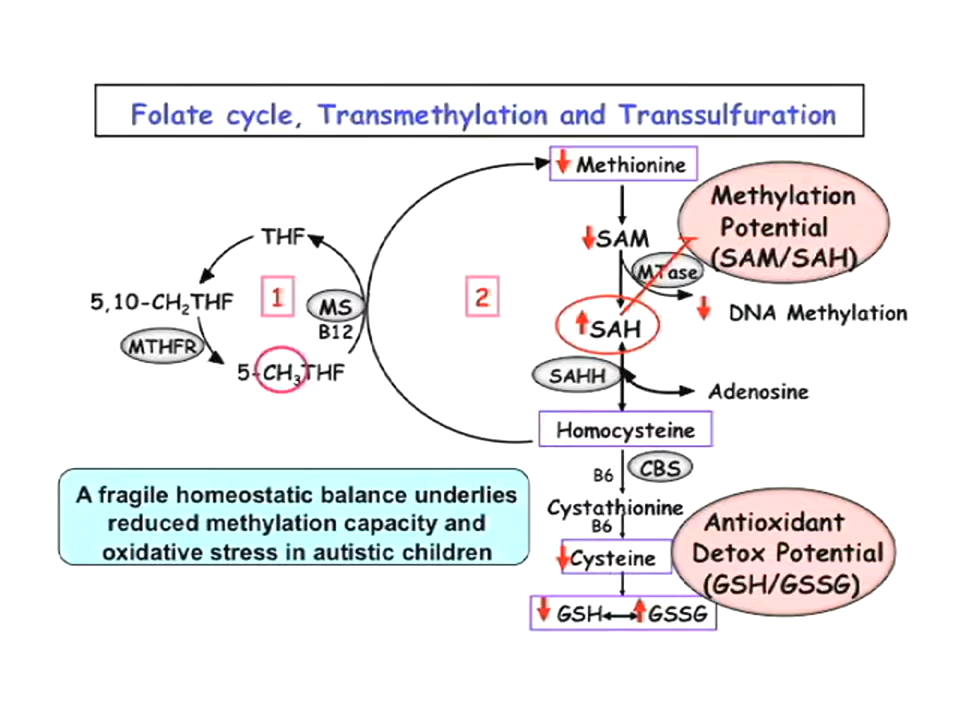 Folate cycle, Transmethylation and Transsulfuration
Methionine
Methylation
Potential
(SAM/SAH)
THF
SAM
MTase
5,10-CH₂THF
1
MS
B12
2
DNA Methylation
SAH
MTHFR
5-CH₃THF
SAHH
Adenosine
Homocysteine
B6
CBS
A fragile homeostatic balance underlies
reduced methylation capacity and
oxidative stress in autistic children
Cystathionine
B6
Cysteine
Antioxidant
Detox Potential
(GSH/GSSG)
GSH
GSSG